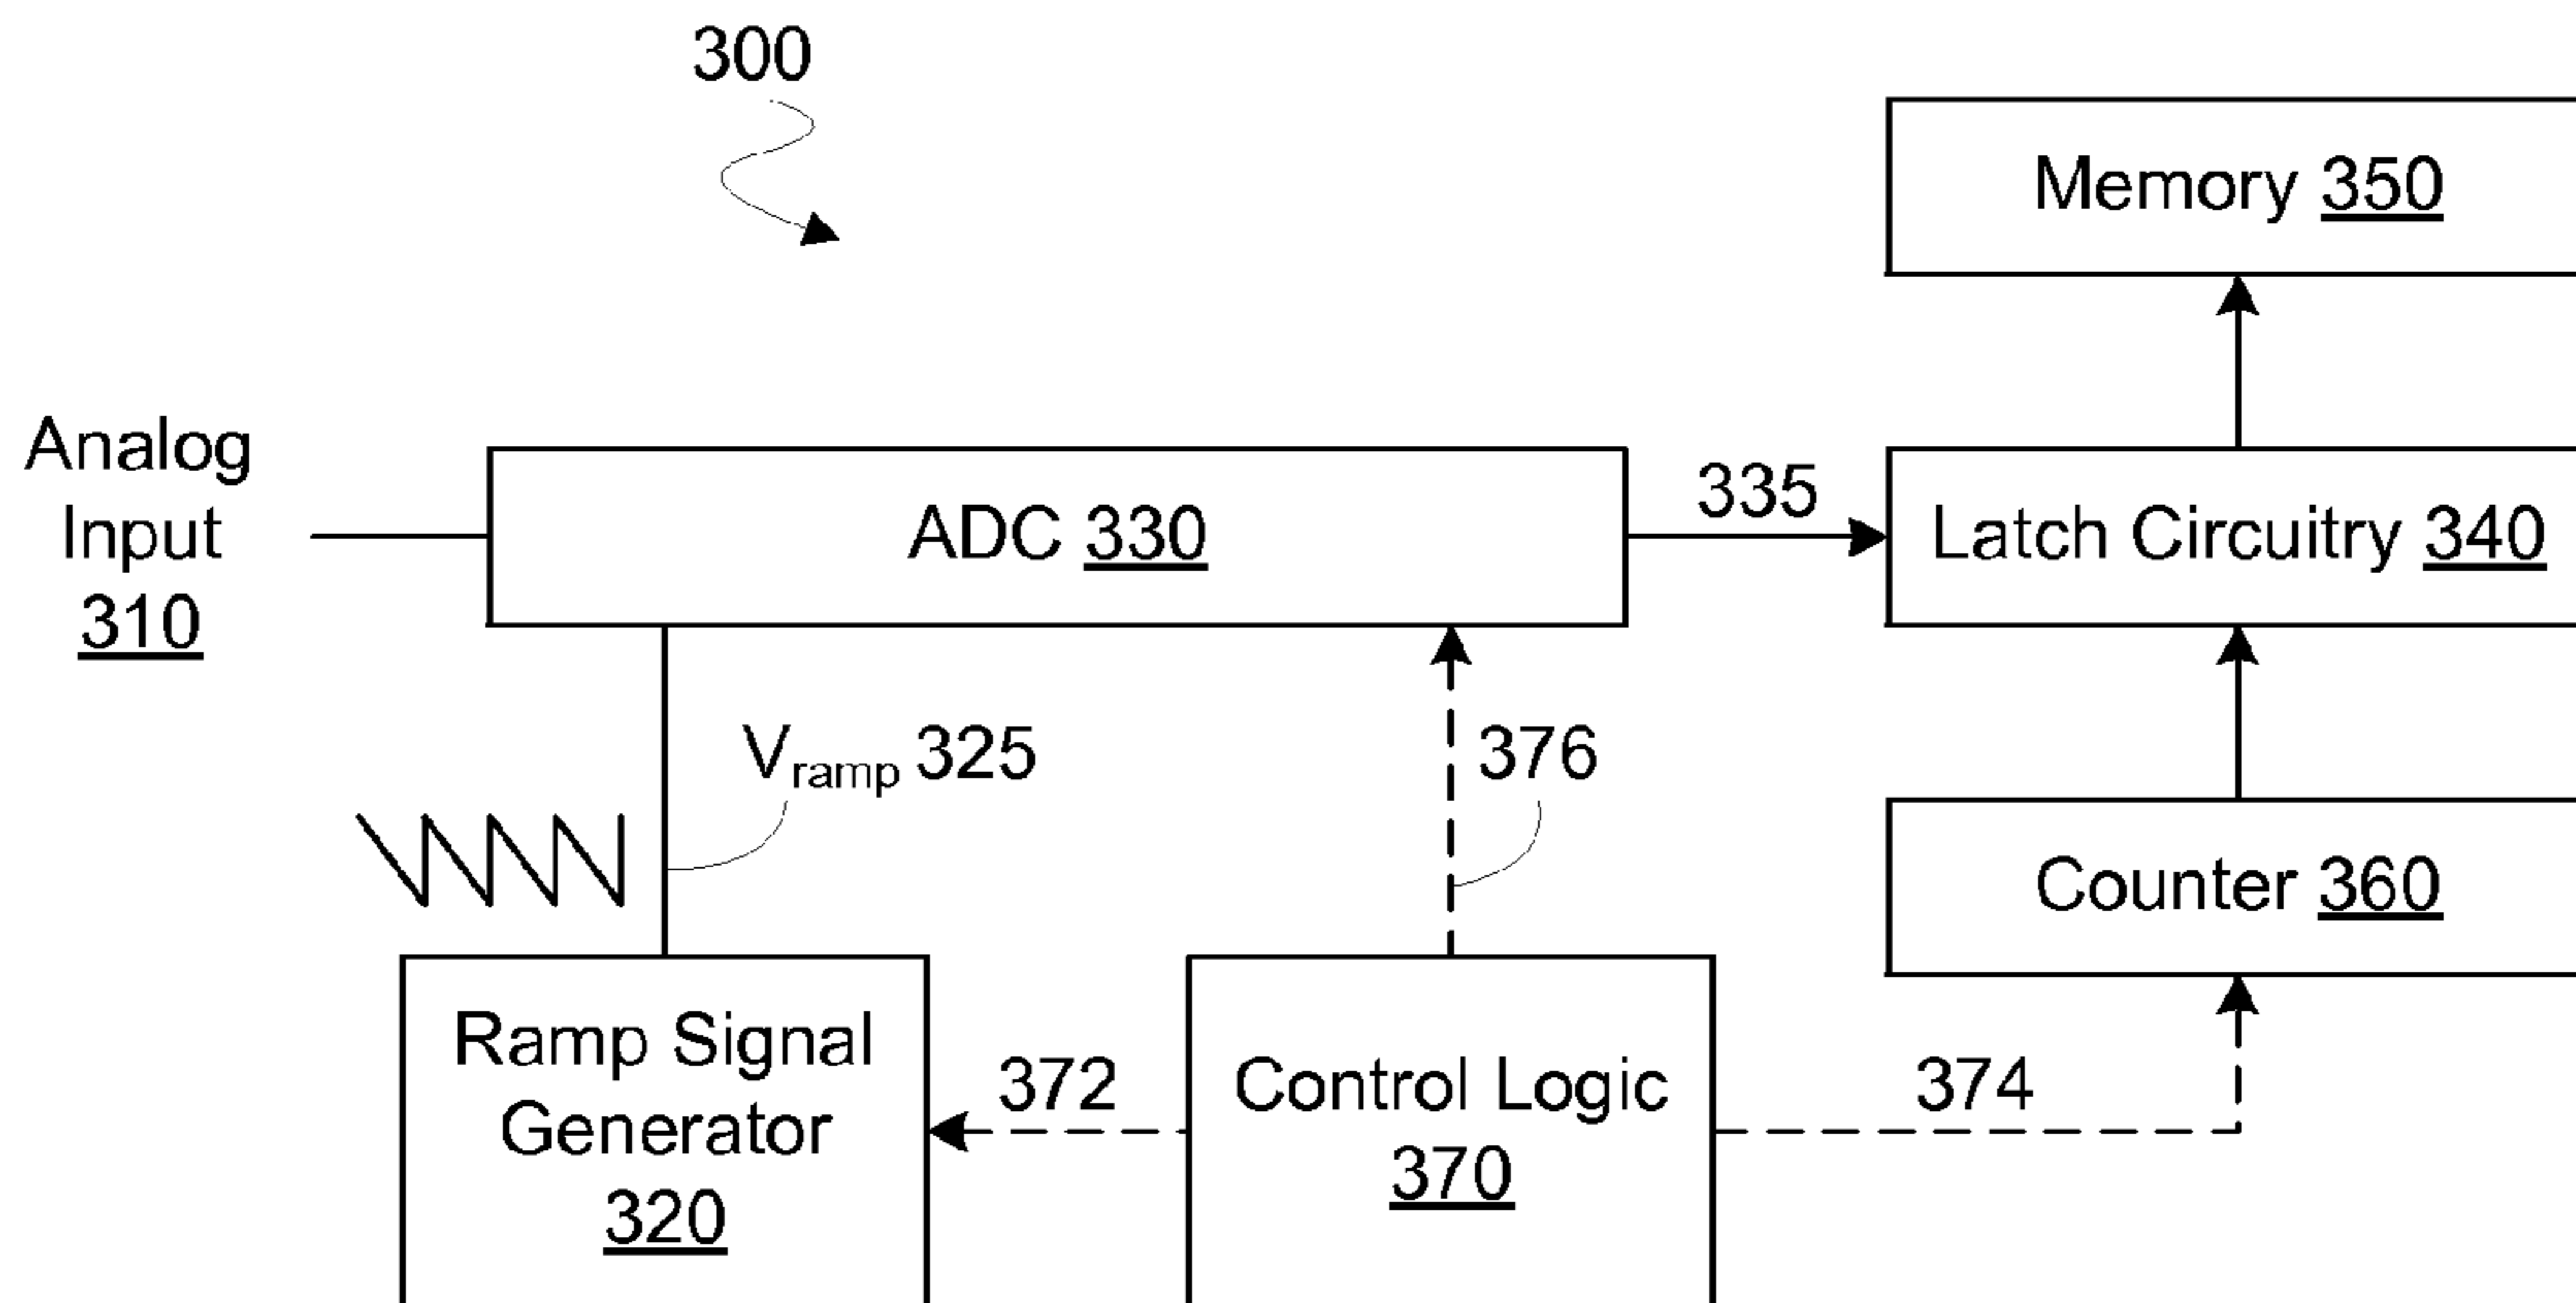 300
Memory 350
Analog
Input
310
ADC 330
335
Latch Circuitry 340
Vramp 325
376
Counter 360
Ramp Signal
Generator
320
372
Control Logic
370
374